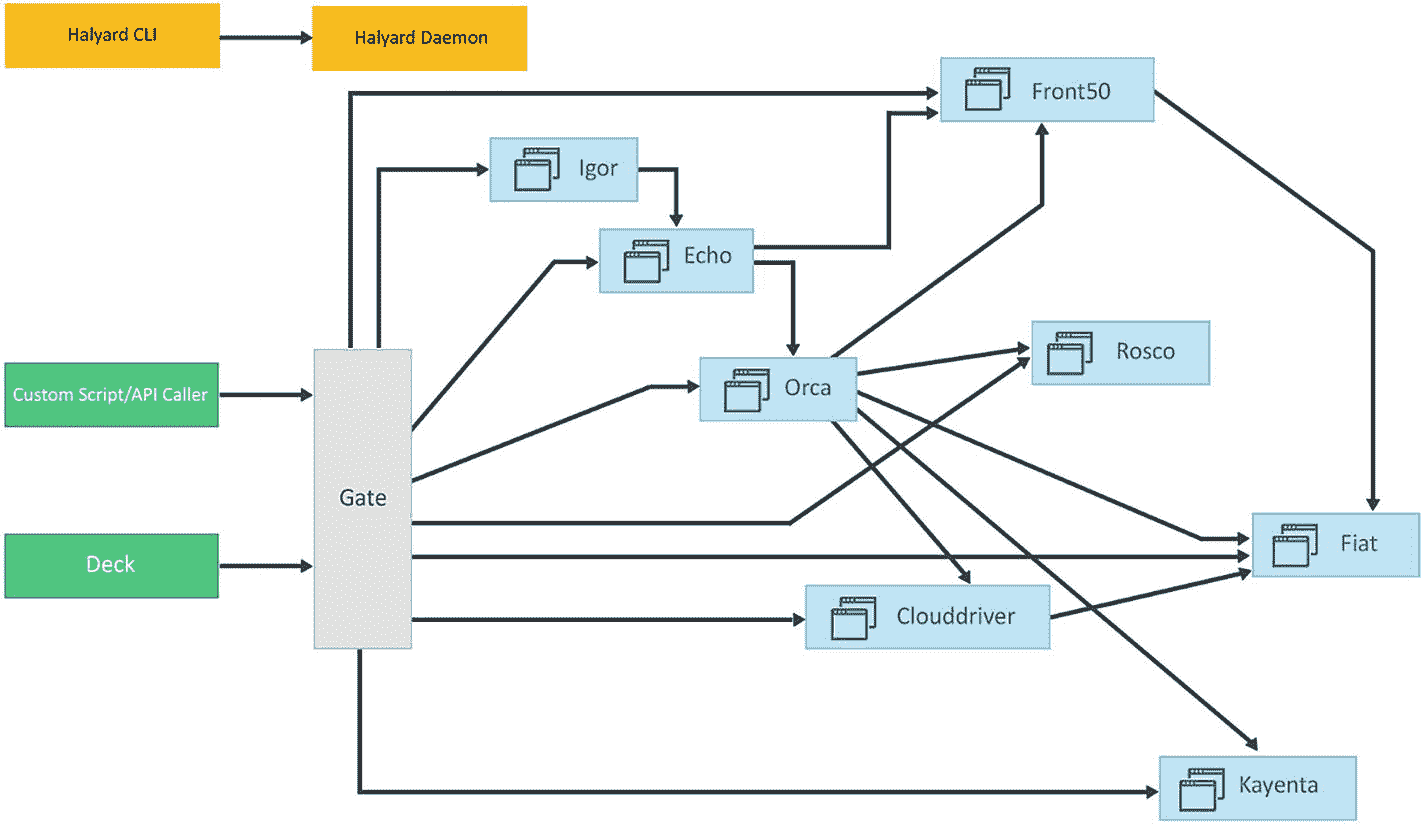 Halyard CLI
Halyard Daemon
Front50
Igor
Echo
Rosco
Custom Script/API Caller
Orca
Gate
Deck
Fiat
Clouddriver
Kayenta